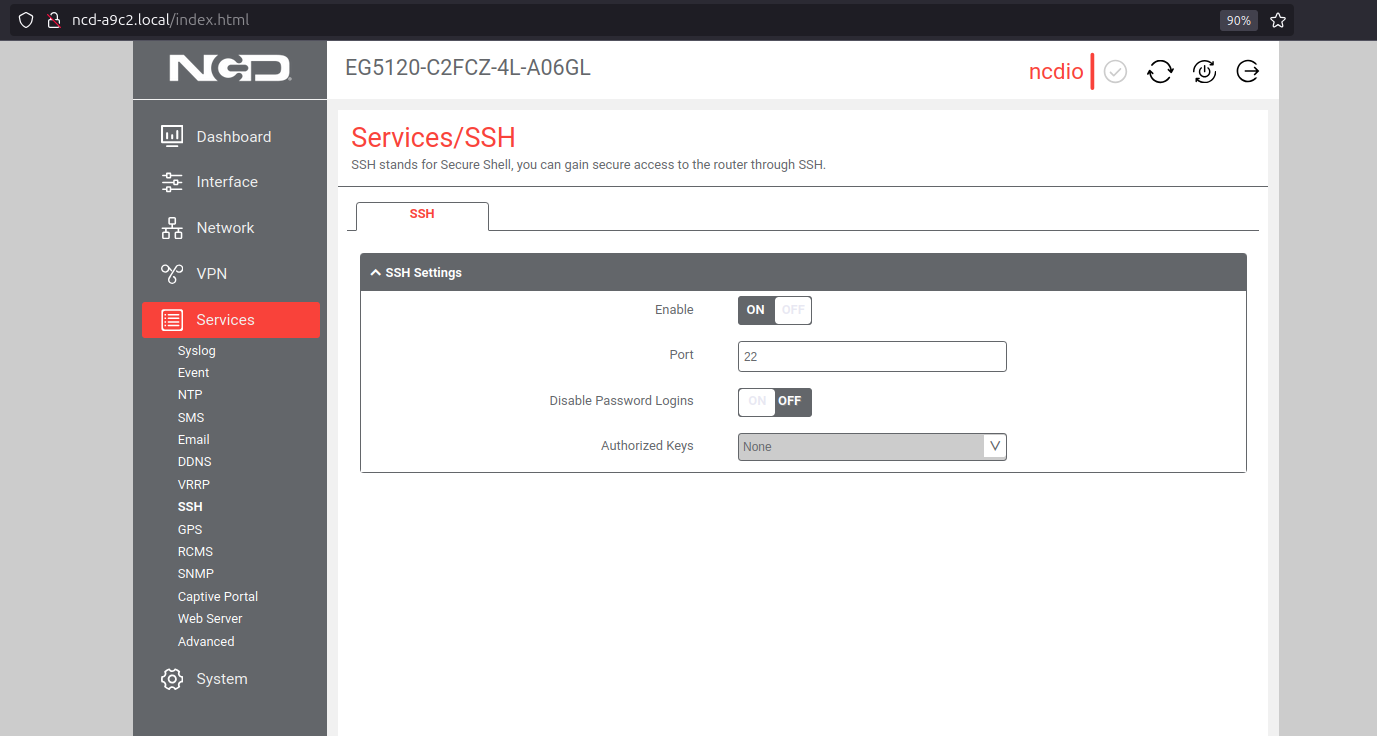 ncd-a9c2.local/index.html
90%
NCD
EG5120-C2FCZ-4L-A06GL
ncdio
Dashboard
Interface
Network
VPN
Services
Syslog
Event
NTP
SMS
Email
DDNS
VRRP
SSH
GPS
RCMS
SNMP
Captive Portal
Web Server
Advanced
System
Services/SSH
SSH stands for Secure Shell, you can gain secure access to the router through SSH.
SSH
SSH Settings
Enable
ON OFF
Port
22
Disable Password Logins
ON OFF
Authorized Keys
None
V